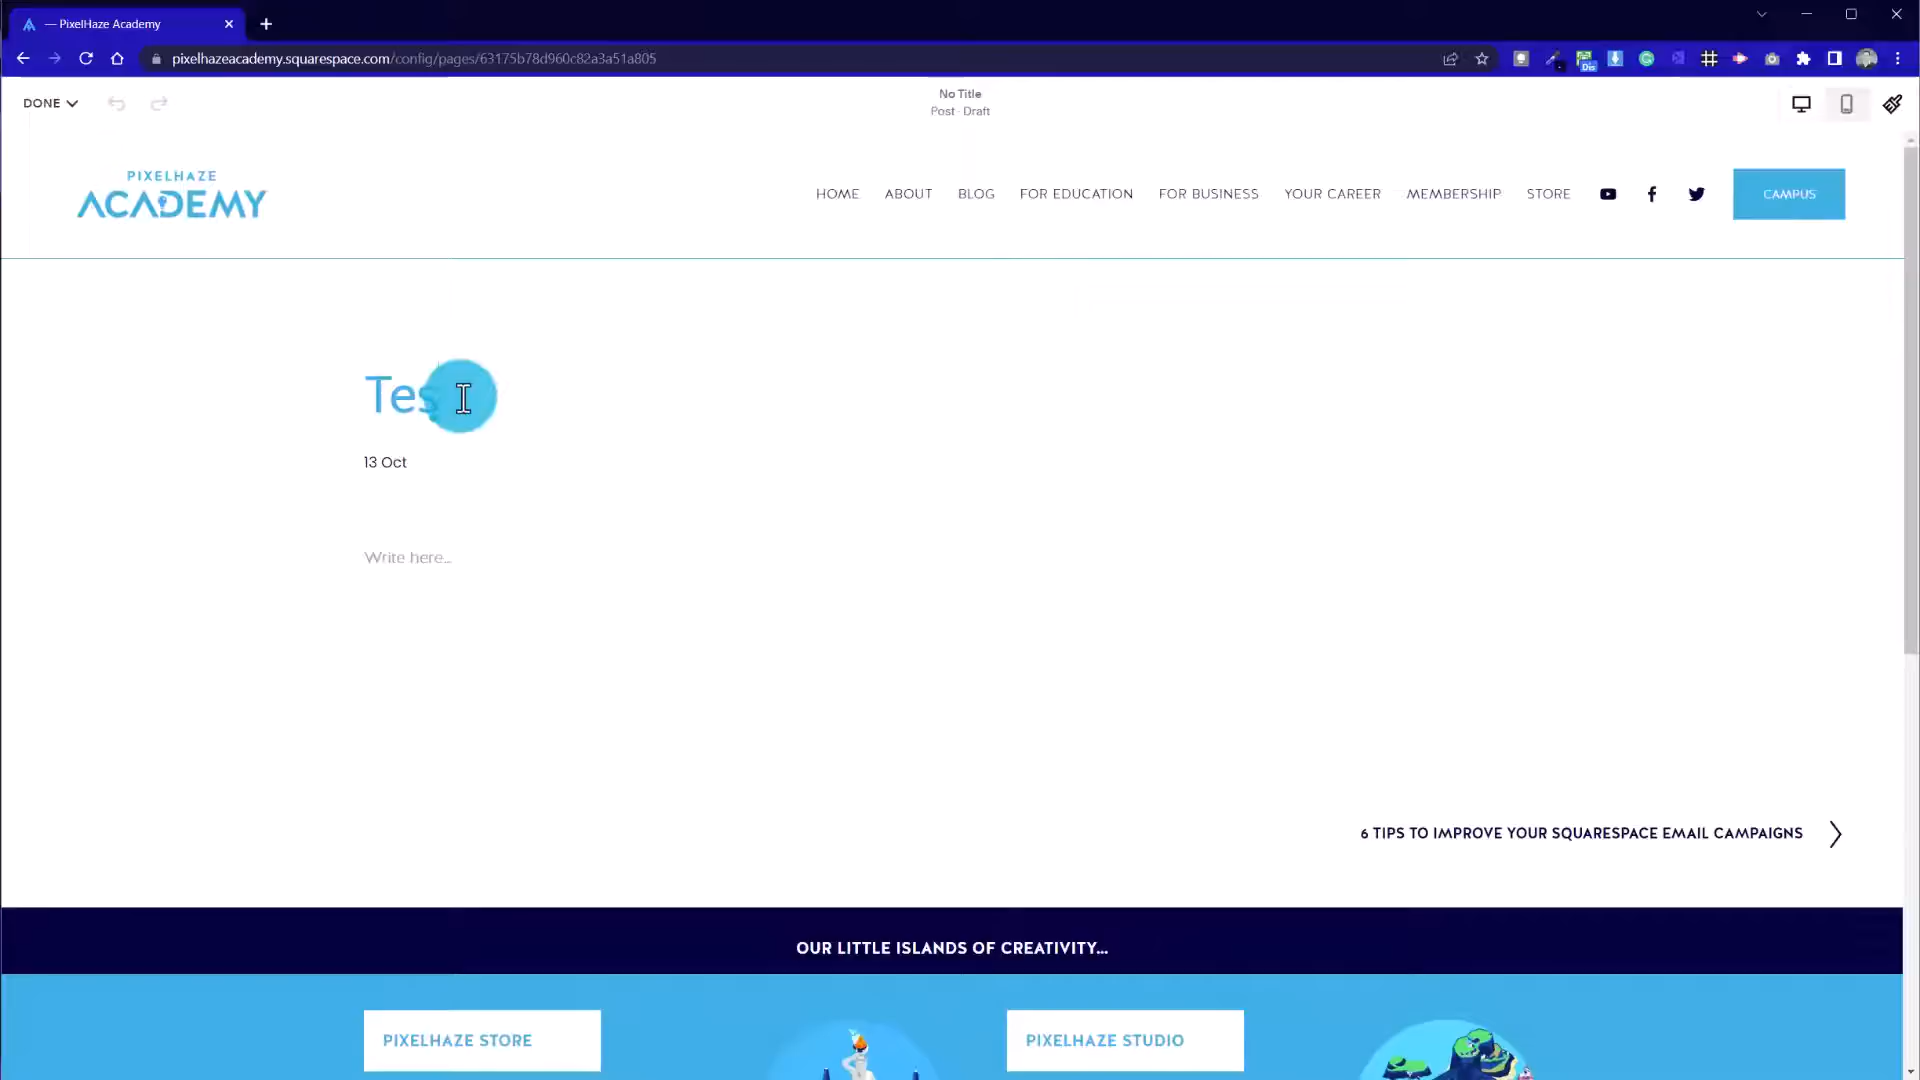 — PixelHaze Academy
pixelhazeacademy.squarespace.com/config/pages/63175b78d960c82a3a51a805
DONE
No Title
Post · Draft
PIXELHAZE
ACADEMY
HOME ABOUT BLOG FOR EDUCATION FOR BUSINESS YOUR CAREER MEMBERSHIP STORE CAMPUS
Tes
13 Oct
Write here...
6 TIPS TO IMPROVE YOUR SQUARESPACE EMAIL CAMPAIGNS
OUR LITTLE ISLANDS OF CREATIVITY...
PIXELHAZE STORE
PIXELHAZE STUDIO